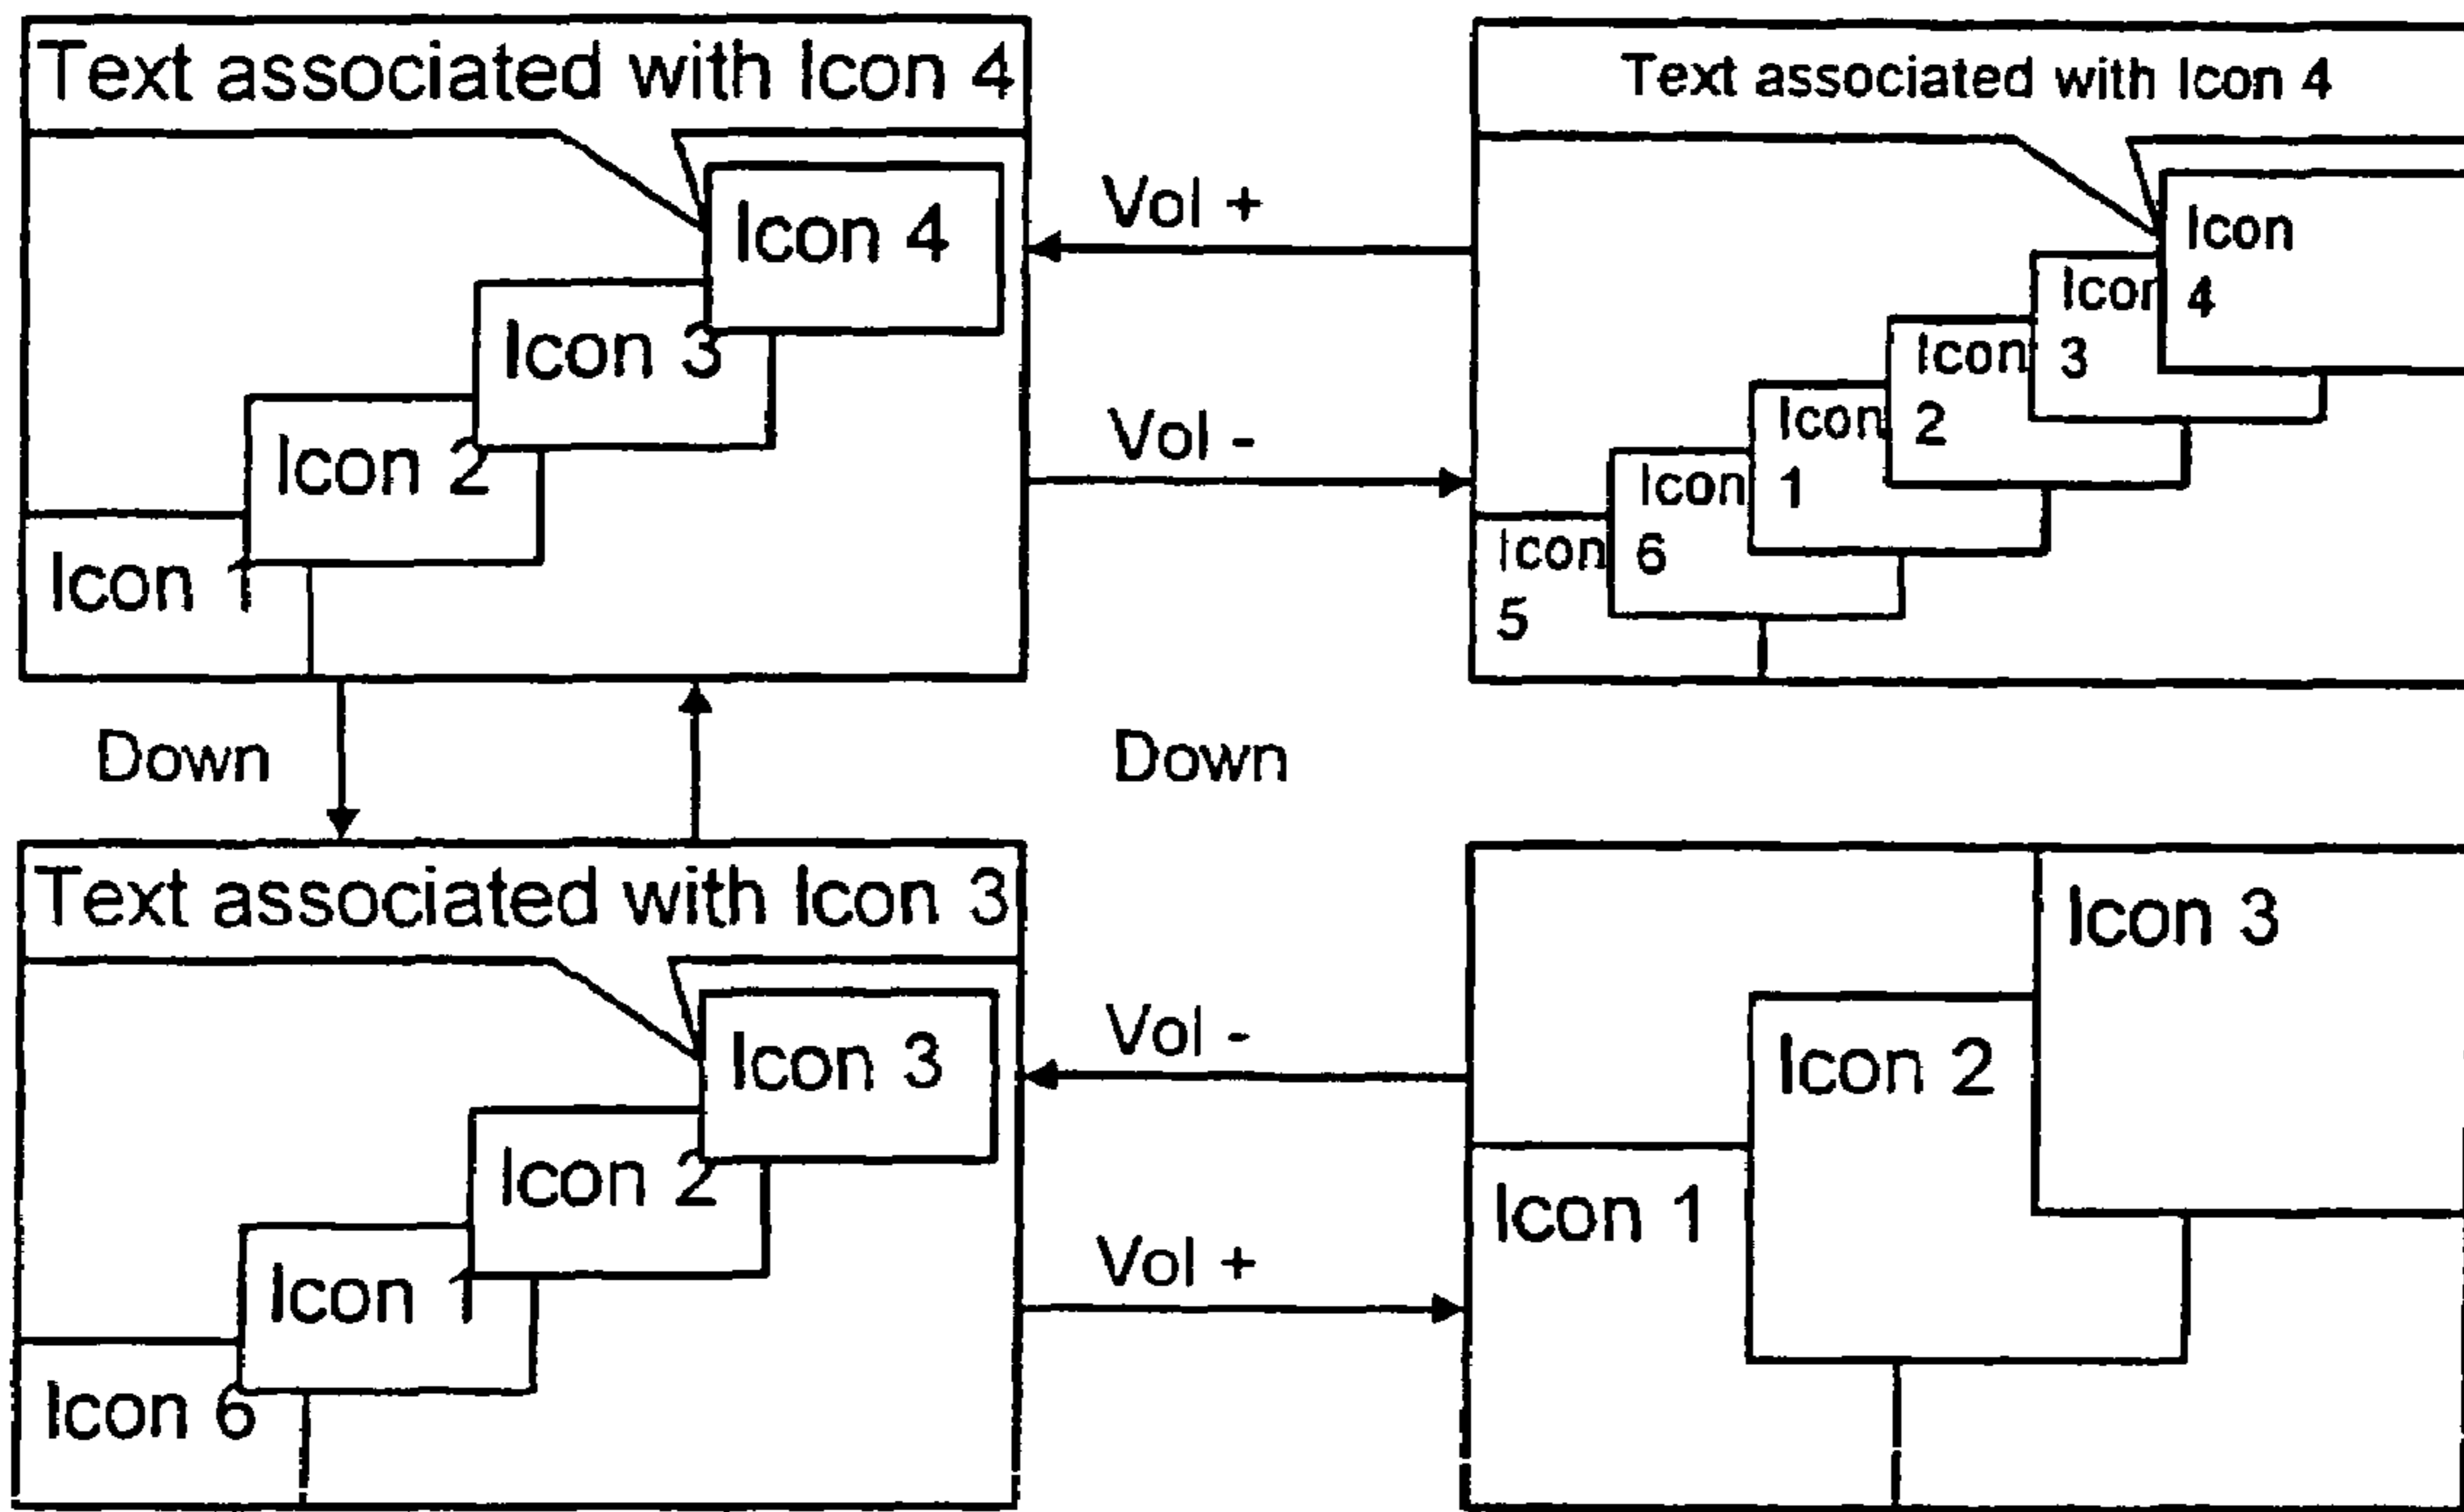 Text associated with Icon 4
Icon 4
Icon 3
Icon 2
Icon 1
Vol +
Vol -
Text associated with Icon 4
Icon
4
Icon
3
Icon
2
Icon
1
Icon
6
Icon
5
Down
Down
Text associated with Icon 3
Icon 3
Icon 2
Icon 1
Icon 6
Vol -
Vol +
Icon 3
Icon 2
Icon 1